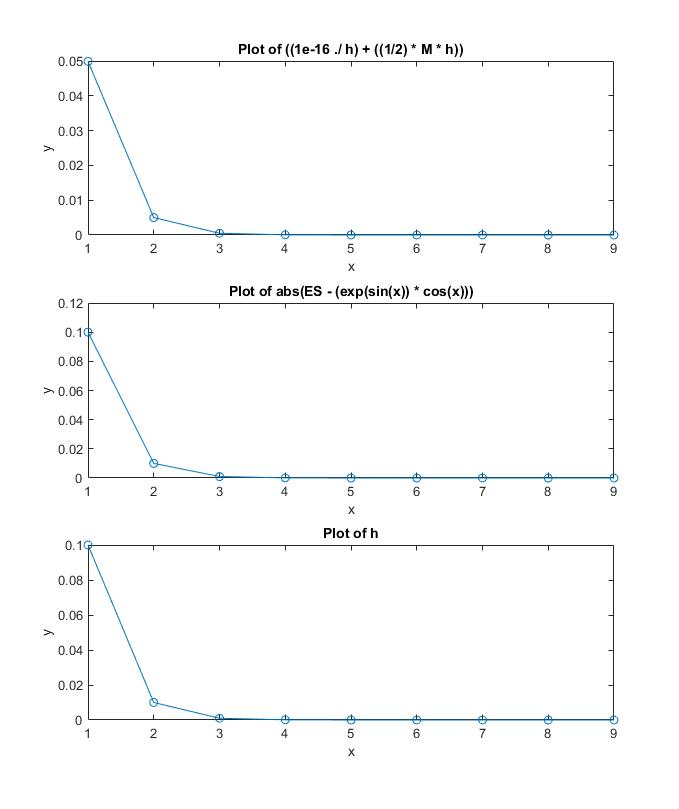 Plot of ((1e-16 ./ h) + ((1/2) * M * h))
0.05
0.04
0.03
y
0.02
0.01
0
1 2 3 4 5 6 7 8 9
x
Plot of abs(ES - (exp(sin(x)) * cos(x)))
0.12
0.1
0.08
y
0.06
0.04
0.02
0
1 2 3 4 5 6 7 8 9
x
Plot of h
0.1
0.08
0.06
y
0.04
0.02
0
1 2 3 4 5 6 7 8 9
x